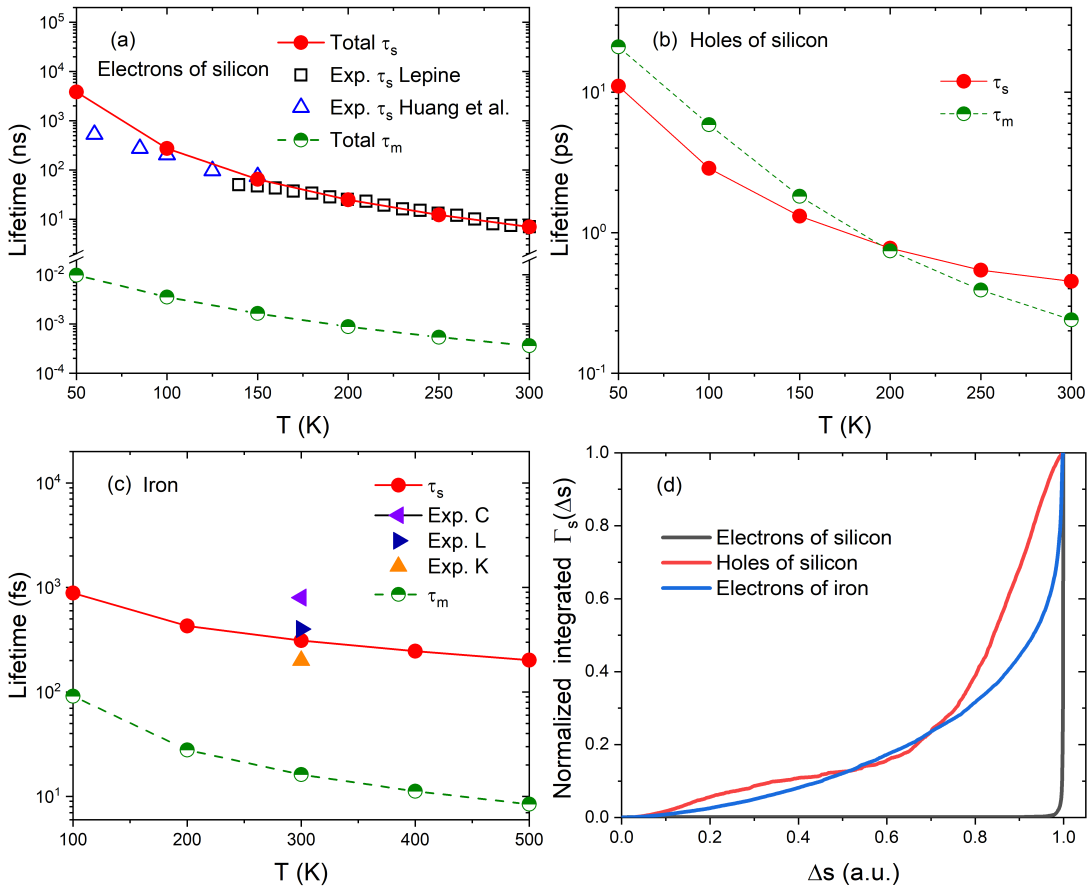 (a)
Electrons of silicon
Total τs
Exp. τs Lepine
Exp. τs Huang et al.
Total τm
Lifetime (ns)
10^5
10^4
10^3
10^2
10^1
10^-2
10^-3
10^-4
50 100 150 200 250 300
T (K)
(b) Holes of silicon
τs
τm
Lifetime (ps)
10^1
10^0
10^-1
50 100 150 200 250 300
T (K)
(c) Iron
τs
Exp. C
Exp. L
Exp. K
τm
Lifetime (fs)
10^4
10^3
10^2
10^1
100 200 300 400 500
T (K)
(d)
Electrons of silicon
Holes of silicon
Electrons of iron
Normalized integrated Γs(Δs)
1.0
0.8
0.6
0.4
0.2
0.0
0.0 0.2 0.4 0.6 0.8 1.0
Δs (a.u.)